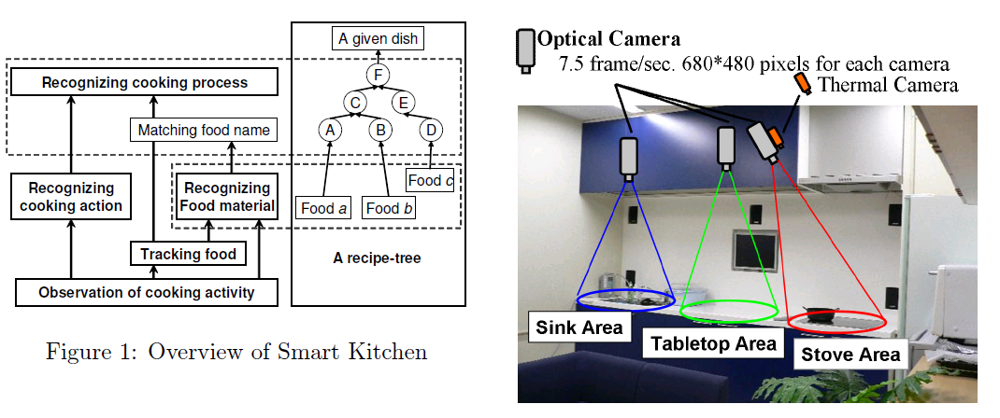 A given dish
F
Recognizing cooking process
C
E
Matching food name
A
B
D
Recognizing
cooking action
Recognizing
Food material
Food c
Food a
Food b
Tracking food
A recipe-tree
Observation of cooking activity
Figure 1: Overview of Smart Kitchen
Optical Camera
7.5 frame/sec. 680*480 pixels for each camera
Thermal Camera
Sink Area
Tabletop Area
Stove Area